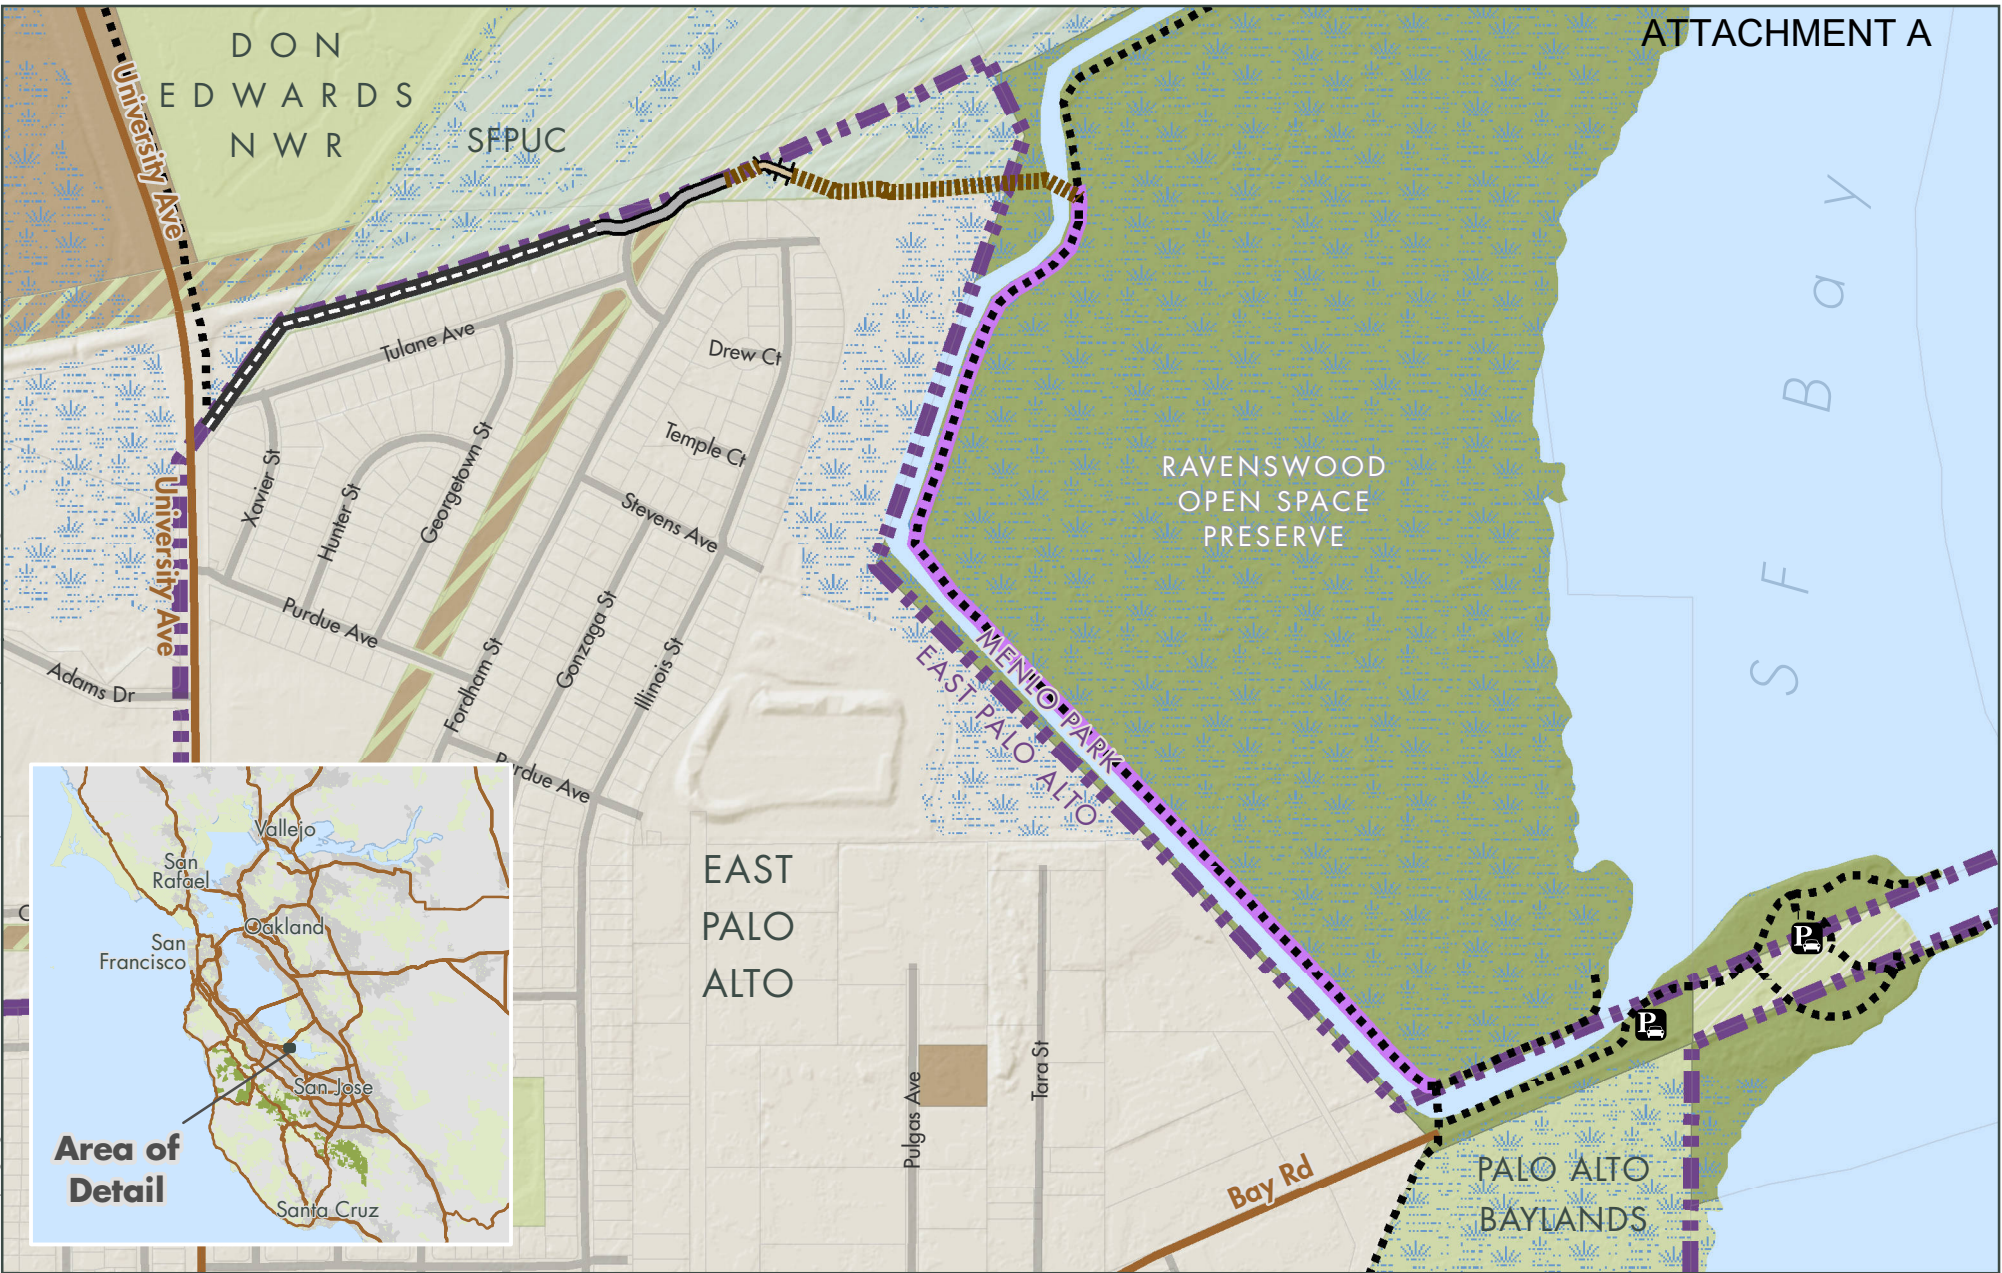 ATTACHMENT A
DON
EDWARDS
NWR
SFPUC
University Ave
University Ave
Tulane Ave
Drew Ct
Temple Ct
Stevens Ave
Xavier St
Hunter St
Georgetown St
Purdue Ave
Gonzaga St
Fordham St
Illinois St
Adams Dr
Purdue Ave
RAVENSWOOD
OPEN SPACE
PRESERVE
SF Bay
MENLO PARK
EAST PALO ALTO
EAST
PALO
ALTO
P
P
Pulgas Ave
Tara St
Bay Rd
PALO ALTO
BAYLANDS
C
Vallejo
San
Rafael
Oakland
San
Francisco
San Jose
Santa Cruz
Area of
Detail